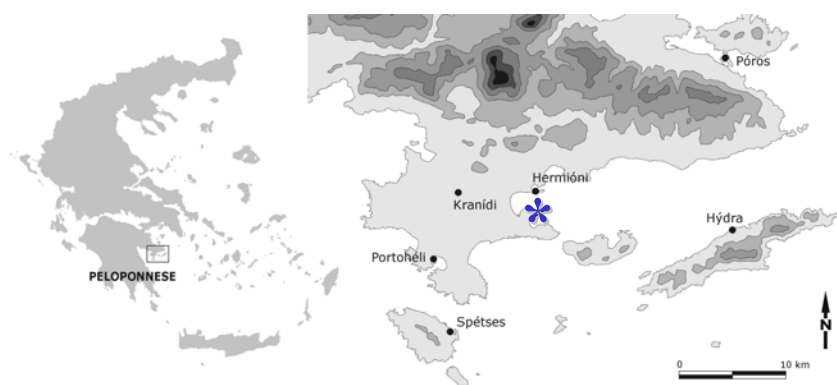 PELOPONNESE
Póros
Hermióni
Kranídi
Hýdra
Portohéli
Spétses
N
0 10 km